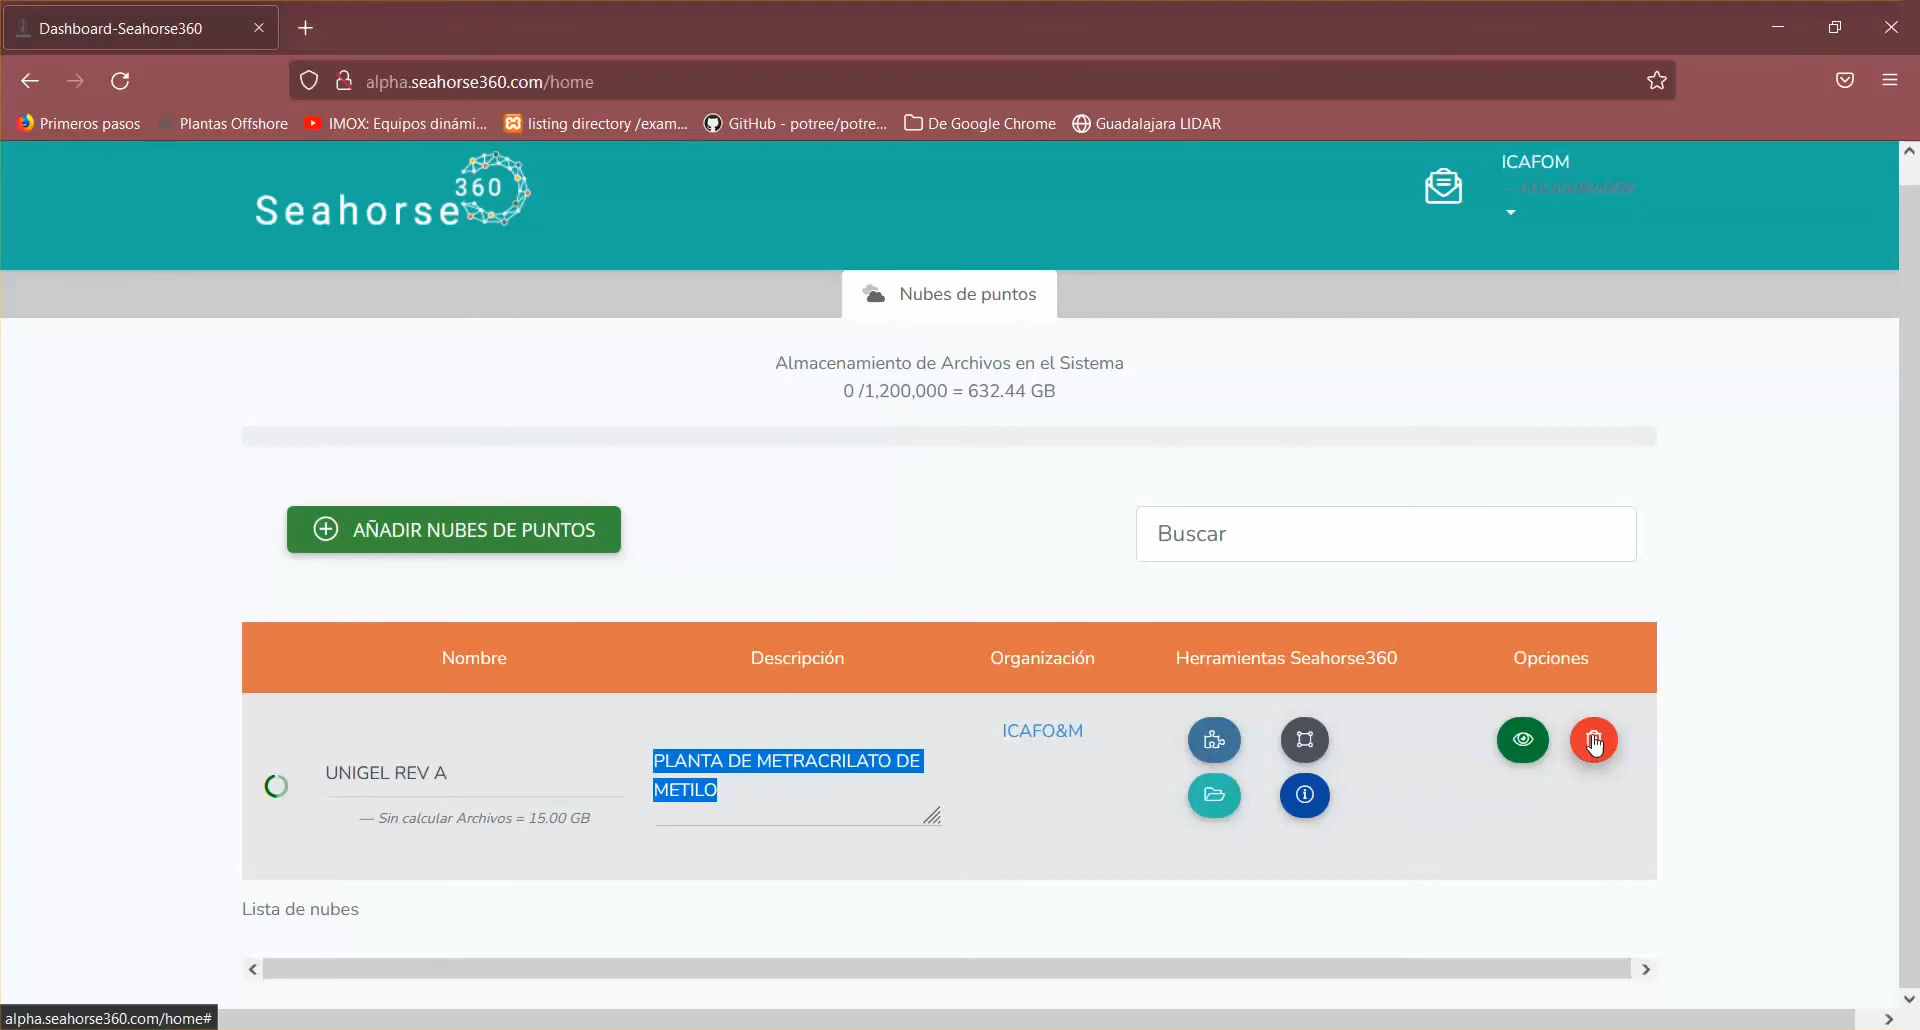 Dashboard-Seahorse360
alpha.seahorse360.com/home
Primeros pasos
Plantas Offshore
IMOX: Equipos dinámi...
listing directory /exam...
GitHub - potree/potre...
De Google Chrome
Guadalajara LIDAR
Seahorse 360
ICAFOM
— COLABORADOR
Nubes de puntos
Almacenamiento de Archivos en el Sistema
0 /1,200,000 = 632.44 GB
AÑADIR NUBES DE PUNTOS
Buscar
Nombre
Descripción
Organización
Herramientas Seahorse360
Opciones
UNIGEL REV A
— Sin calcular Archivos = 15.00 GB
PLANTA DE METRACRILATO DE
METILO
ICAFO&M
Lista de nubes
alpha.seahorse360.com/home#